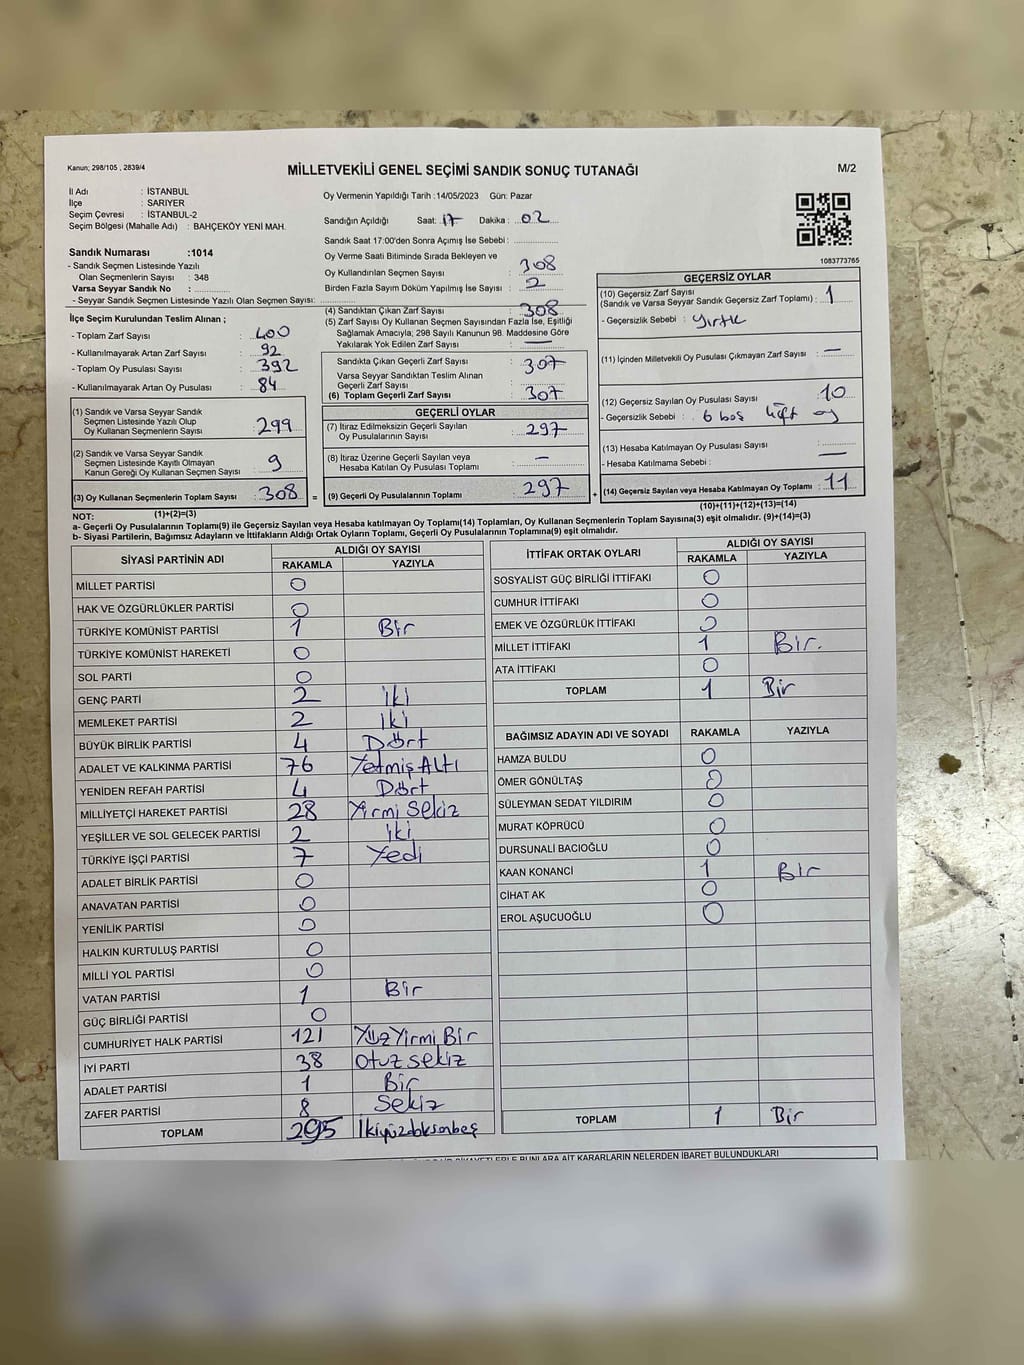 Kanun; 298/105 , 2839/4
MİLLETVEKİLİ GENEL SEÇİMİ SANDIK SONUÇ TUTANAĞI
M/2
İl Adı : İSTANBUL
İlçe : SARIYER
Seçim Çevresi : İSTANBUL-2
Seçim Bölgesi (Mahalle Adı) : BAHÇEKÖY YENİ MAH.
Sandık Numarası :1014
- Sandık Seçmen Listesinde Yazılı
Olan Seçmenlerin Sayısı : 348
Varsa Seyyar Sandık No :
- Seyyar Sandık Seçmen Listesinde Yazılı Olan Seçmen Sayısı:
Oy Vermenin Yapıldığı Tarih :14/05/2023 Gün: Pazar
Sandığın Açıldığı Saat: 17 Dakika : 02
Sandık Saat 17:00'den Sonra Açımış İse Sebebi :
Oy Verme Saati Bitiminde Sırada Bekleyen ve
Oy Kullandırılan Seçmen Sayısı : 308
Birden Fazla Sayım Döküm Yapılmış İse Sayısı : 2
1083773765
İlçe Seçim Kurulundan Teslim Alınan ;
- Toplam Zarf Sayısı : 400
- Kullanılmayarak Artan Zarf Sayısı : 92
- Toplam Oy Pusulası Sayısı : 392
- Kullanılmayarak Artan Oy Pusulası : 84
(1) Sandık ve Varsa Seyyar Sandık
Seçmen Listesinde Yazılı Olup
Oy Kullanan Seçmenlerin Sayısı : 299
(2) Sandık ve Varsa Seyyar Sandık
Seçmen Listesinde Kayıtlı Olmayan
Kanun Gereği Oy Kullanan Seçmen Sayısı : 9
(3) Oy Kullanan Seçmenlerin Toplam Sayısı : 308 =
(4) Sandıktan Çıkan Zarf Sayısı : 308
(5) Zarf Sayısı Oy Kullanan Seçmen Sayısından Fazla İse, Eşitliği
Sağlamak Amacıyla, 298 Sayılı Kanunun 98. Maddesine Göre
Yakılarak Yok Edilen Zarf Sayısı : —
Sandıkta Çıkan Geçerli Zarf Sayısı : 307
Varsa Seyyar Sandıktan Teslim Alınan
Geçerli Zarf Sayısı :
(6) Toplam Geçerli Zarf Sayısı : 307
GEÇERLİ OYLAR
(7) İtiraz Edilmeksizin Geçerli Sayılan
Oy Pusulalarının Sayısı : 297
(8) İtiraz Üzerine Geçerli Sayılan veya
Hesaba Katılan Oy Pusulası Toplamı : —
(9) Geçerli Oy Pusulalarının Toplamı : 297 +
GEÇERSİZ OYLAR
(10) Geçersiz Zarf Sayısı
(Sandık ve Varsa Seyyar Sandık Geçersiz Zarf Toplamı) : 1
- Geçersizlik Sebebi : Yırtık
(11) İçinden Milletvekili Oy Pusulası Çıkmayan Zarf Sayısı : —
(12) Geçersiz Sayılan Oy Pusulası Sayısı : 10
- Geçersizlik Sebebi : 6 boş oy
(13) Hesaba Katılmayan Oy Pusulası Sayısı : —
- Hesaba Katılmama Sebebi : —
(14) Geçersiz Sayılan veya Hesaba Katılmayan Oy Toplamı : 11
NOT: (1)+(2)=(3) (10)+(11)+(12)+(13)=(14)
a- Geçerli Oy Pusulalarının Toplamı(9) ile Geçersiz Sayılan veya Hesaba katılmayan Oy Toplamı(14) Toplamları, Oy Kullanan Seçmenlerin Toplam Sayısına(3) eşit olmalıdır. (9)+(14)=(3)
b- Siyasi Partilerin, Bağımsız Adayların ve İttifakların Aldığı Ortak Oyların Toplamı, Geçerli Oy Pusulalarının Toplamına(9) eşit olmalıdır.
SİYASİ PARTİNİN ADI ALDIĞI OY SAYISI
RAKAMLA YAZIYLA
MİLLET PARTİSİ 0
HAK VE ÖZGÜRLÜKLER PARTİSİ 0
TÜRKİYE KOMÜNİST PARTİSİ 1 Bir
TÜRKİYE KOMÜNİST HAREKETİ 0
SOL PARTİ 0
GENÇ PARTİ 2 iki
MEMLEKET PARTİSİ 2 iki
BÜYÜK BİRLİK PARTİSİ 4 Dört
ADALET VE KALKINMA PARTİSİ 76 Yetmiş ALTI
YENİDEN REFAH PARTİSİ 4 Dört
MİLLİYETÇİ HAREKET PARTİSİ 28 Yirmi Sekiz
YEŞİLLER VE SOL GELECEK PARTİSİ 2 iki
TÜRKİYE İŞÇİ PARTİSİ 7 Yedi
ADALET BİRLİK PARTİSİ 0
ANAVATAN PARTİSİ 0
YENİLİK PARTİSİ 0
HALKIN KURTULUŞ PARTİSİ 0
MİLLİ YOL PARTİSİ 0
VATAN PARTİSİ 1 Bir
GÜÇ BİRLİĞİ PARTİSİ 0
CUMHURİYET HALK PARTİSİ 121 Yüz Yirmi Bir
İYİ PARTİ 38 Otuz sekiz
ADALET PARTİSİ 1 Bir
ZAFER PARTİSİ 8 Sekiz
TOPLAM 295 İkiyüzdoksanbeş
İTTİFAK ORTAK OYLARI ALDIĞI OY SAYISI
RAKAMLA YAZIYLA
SOSYALİST GÜÇ BİRLİĞİ İTTİFAKI 0
CUMHUR İTTİFAKI 0
EMEK VE ÖZGÜRLÜK İTTİFAKI 0
MİLLET İTTİFAKI 1 Bir.
ATA İTTİFAKI 0
TOPLAM 1 Bir
BAĞIMSIZ ADAYIN ADI VE SOYADI RAKAMLA YAZIYLA
HAMZA BULDU 0
ÖMER GÖNÜLTAŞ 0
SÜLEYMAN SEDAT YILDIRIM 0
MURAT KÖPRÜCÜ 0
DURSUNALİ BACIOĞLU 0
KAAN KONANCİ 1 Bir
CİHAT AK 0
EROL AŞUCUOĞLU 0
TOPLAM 1 Bir
BUNLARA AİT KARARLARIN NELERDEN İBARET BULUNDUKLARI